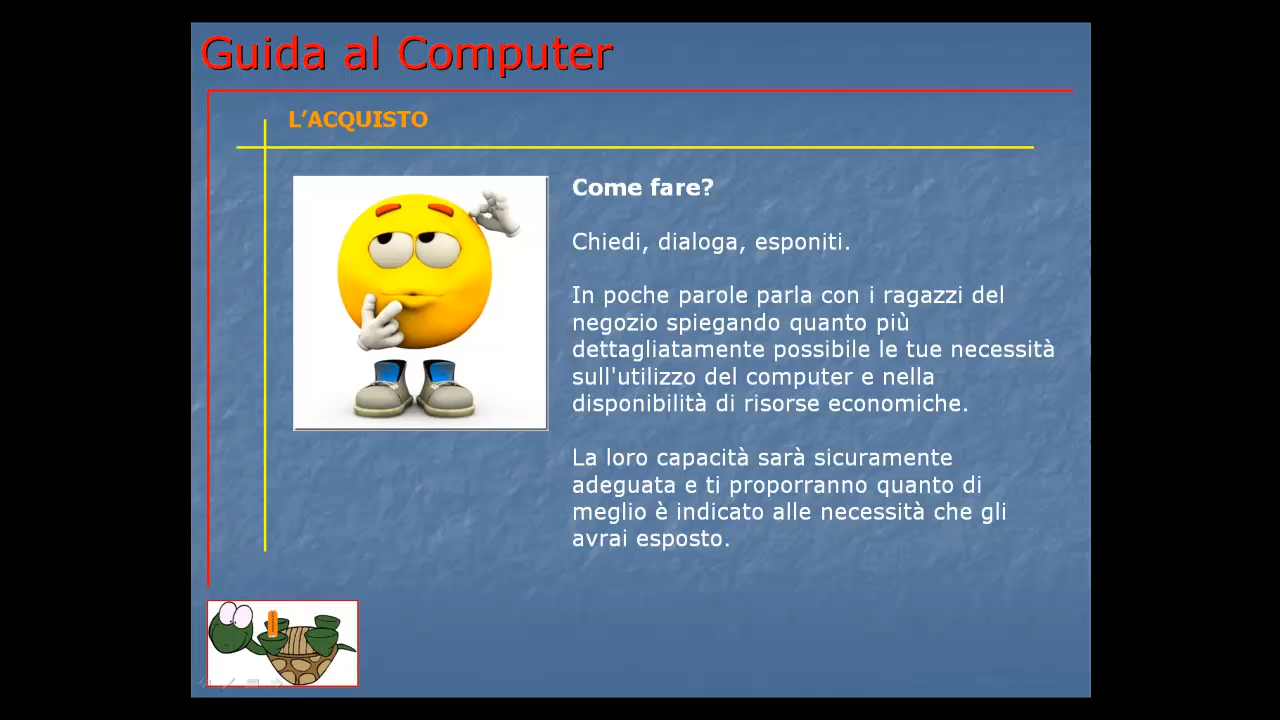 Guida al Computer
L’ACQUISTO
Come fare?
Chiedi, dialoga, esponiti.
In poche parole parla con i ragazzi del
negozio spiegando quanto più
dettagliatamente possibile le tue necessità
sull'utilizzo del computer e nella
disponibilità di risorse economiche.
La loro capacità sarà sicuramente
adeguata e ti proporranno quanto di
meglio è indicato alle necessità che gli
avrai esposto.